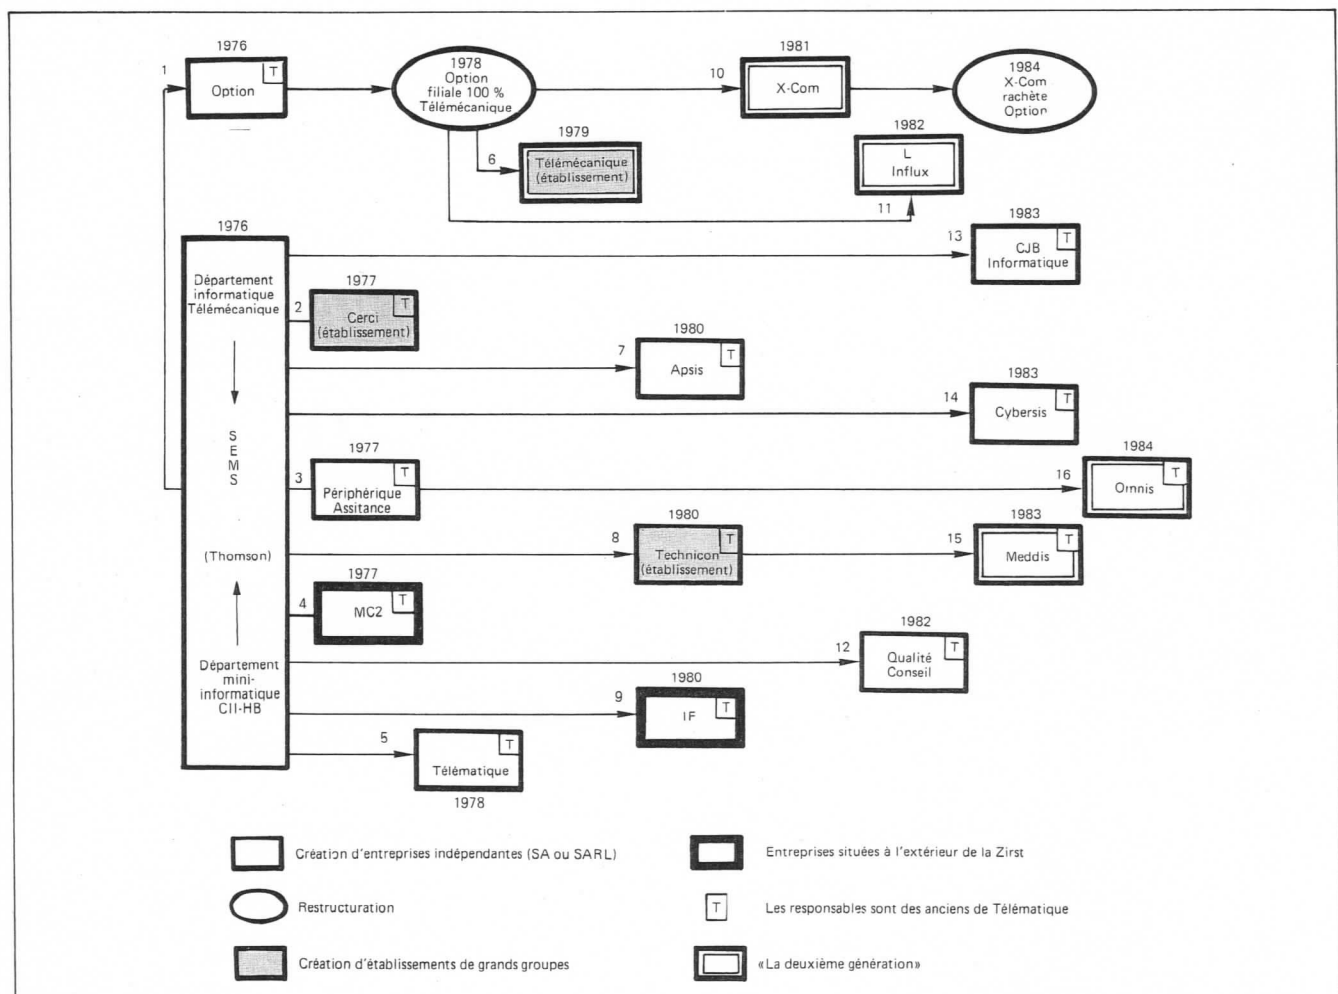 1976
1
T
Option
1978
Option
filiale 100 %
Télémécanique
10
1981
X-Com
1984
X-Com
rachète
Option
1979
6
Télémécanique
(établissement)
1982
L
Influx
11
1976
Département
informatique
Télémécanique
S
E
M
S
(Thomson)
Département
mini-
informatique
CII-HB
13
1983
T
CJB
Informatique
1977
2
T
Cerci
(établissement)
1980
7
T
Apsis
1983
14
T
Cybersis
1977
3
T
Périphérique
Assitance
1984
16
T
Omnis
1980
8
T
Technicon
(établissement)
1983
15
T
Meddis
1977
4
T
MC2
1982
12
T
Qualité
Conseil
1980
9
T
IF
5
T
Télématique
1978
Création d'entreprises indépendantes (SA ou SARL)
Entreprises situées à l'extérieur de la Zirst
Restructuration
T
Les responsables sont des anciens de Télématique
Création d'établissements de grands groupes
«La deuxième génération»